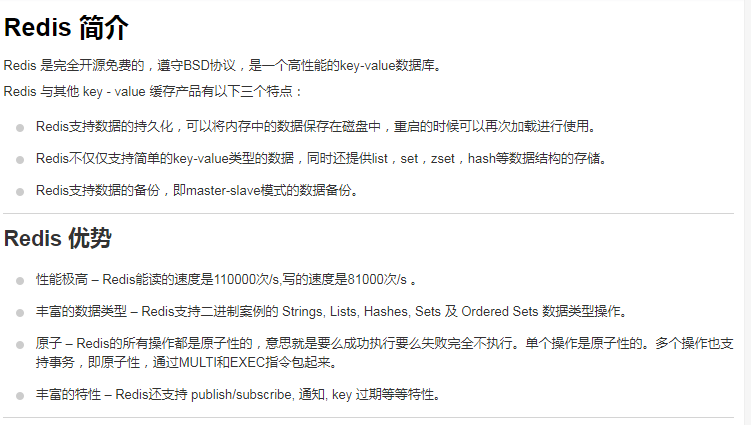 Redis 简介
Redis 是完全开源免费的，遵守BSD协议，是一个高性能的key-value数据库。
Redis 与其他 key - value 缓存产品有以下三个特点：
Redis支持数据的持久化，可以将内存中的数据保存在磁盘中，重启的时候可以再次加载进行使用。
Redis不仅仅支持简单的key-value类型的数据，同时还提供list，set，zset，hash等数据结构的存储。
Redis支持数据的备份，即master-slave模式的数据备份。
Redis 优势
性能极高 – Redis能读的速度是110000次/s,写的速度是81000次/s 。
丰富的数据类型 – Redis支持二进制案例的 Strings, Lists, Hashes, Sets 及 Ordered Sets 数据类型操作。
原子 – Redis的所有操作都是原子性的，意思就是要么成功执行要么失败完全不执行。单个操作是原子性的。多个操作也支
持事务，即原子性，通过MULTI和EXEC指令包起来。
丰富的特性 – Redis还支持 publish/subscribe, 通知, key 过期等等特性。